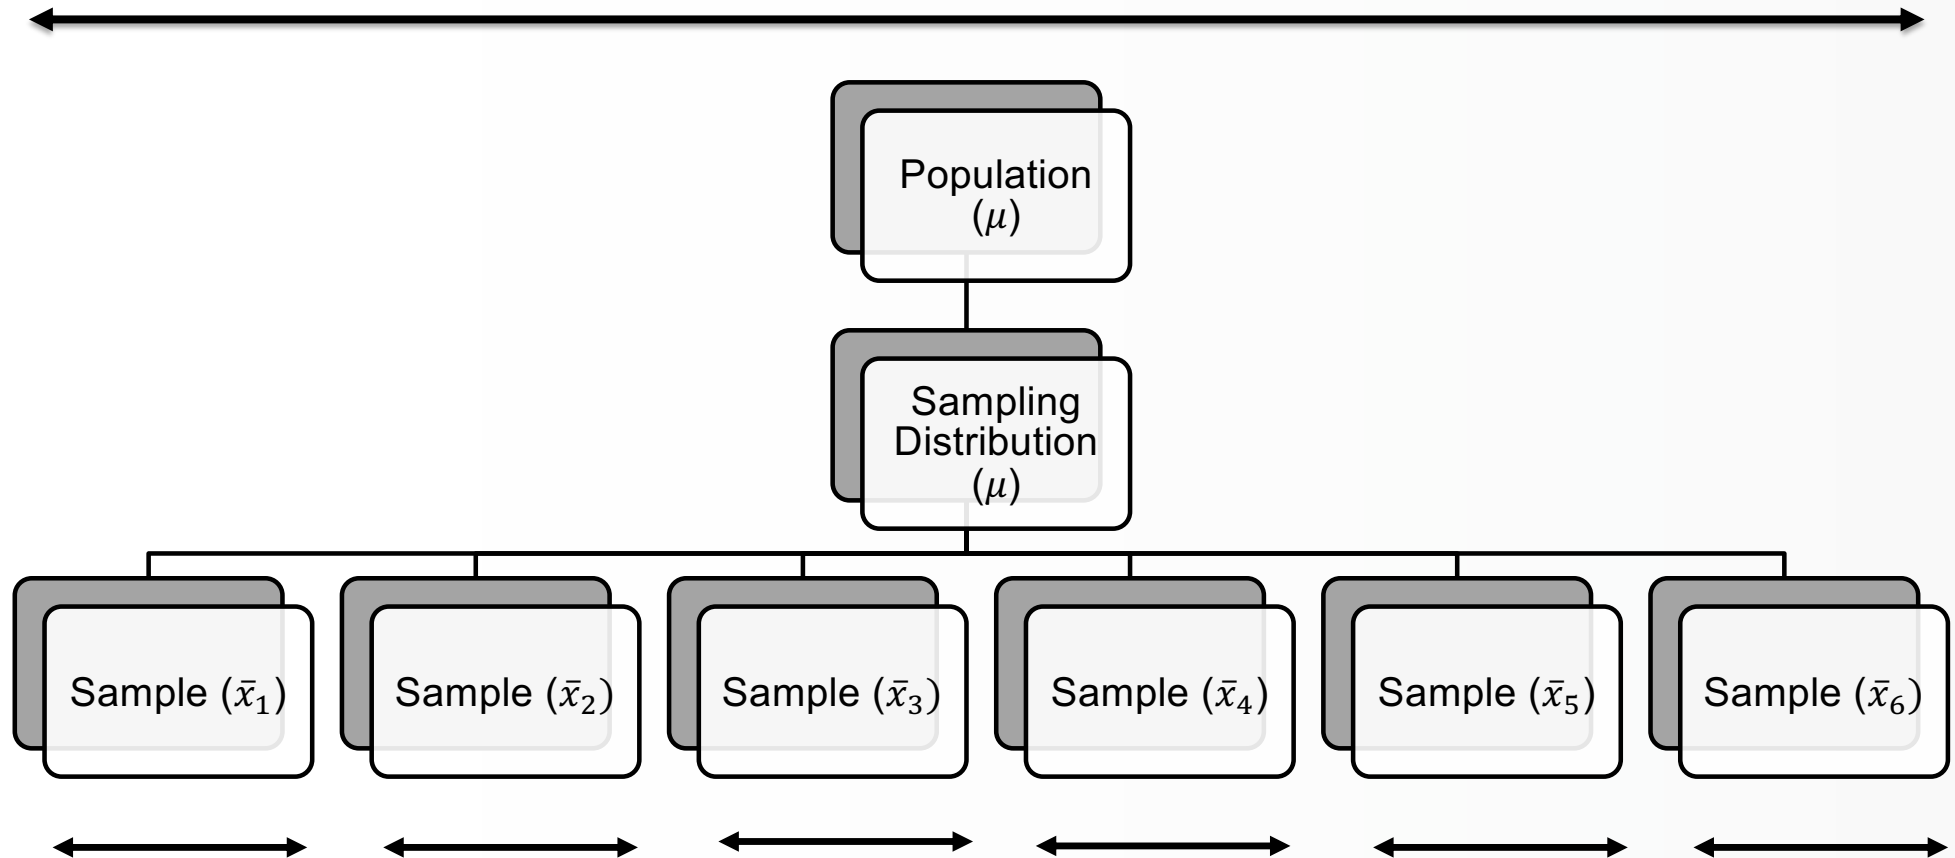 Population
(μ)
Sampling
Distribution
(μ)
Sample (x̄₁)
Sample (x̄₂)
Sample (x̄₃)
Sample (x̄₄)
Sample (x̄₅)
Sample (x̄₆)